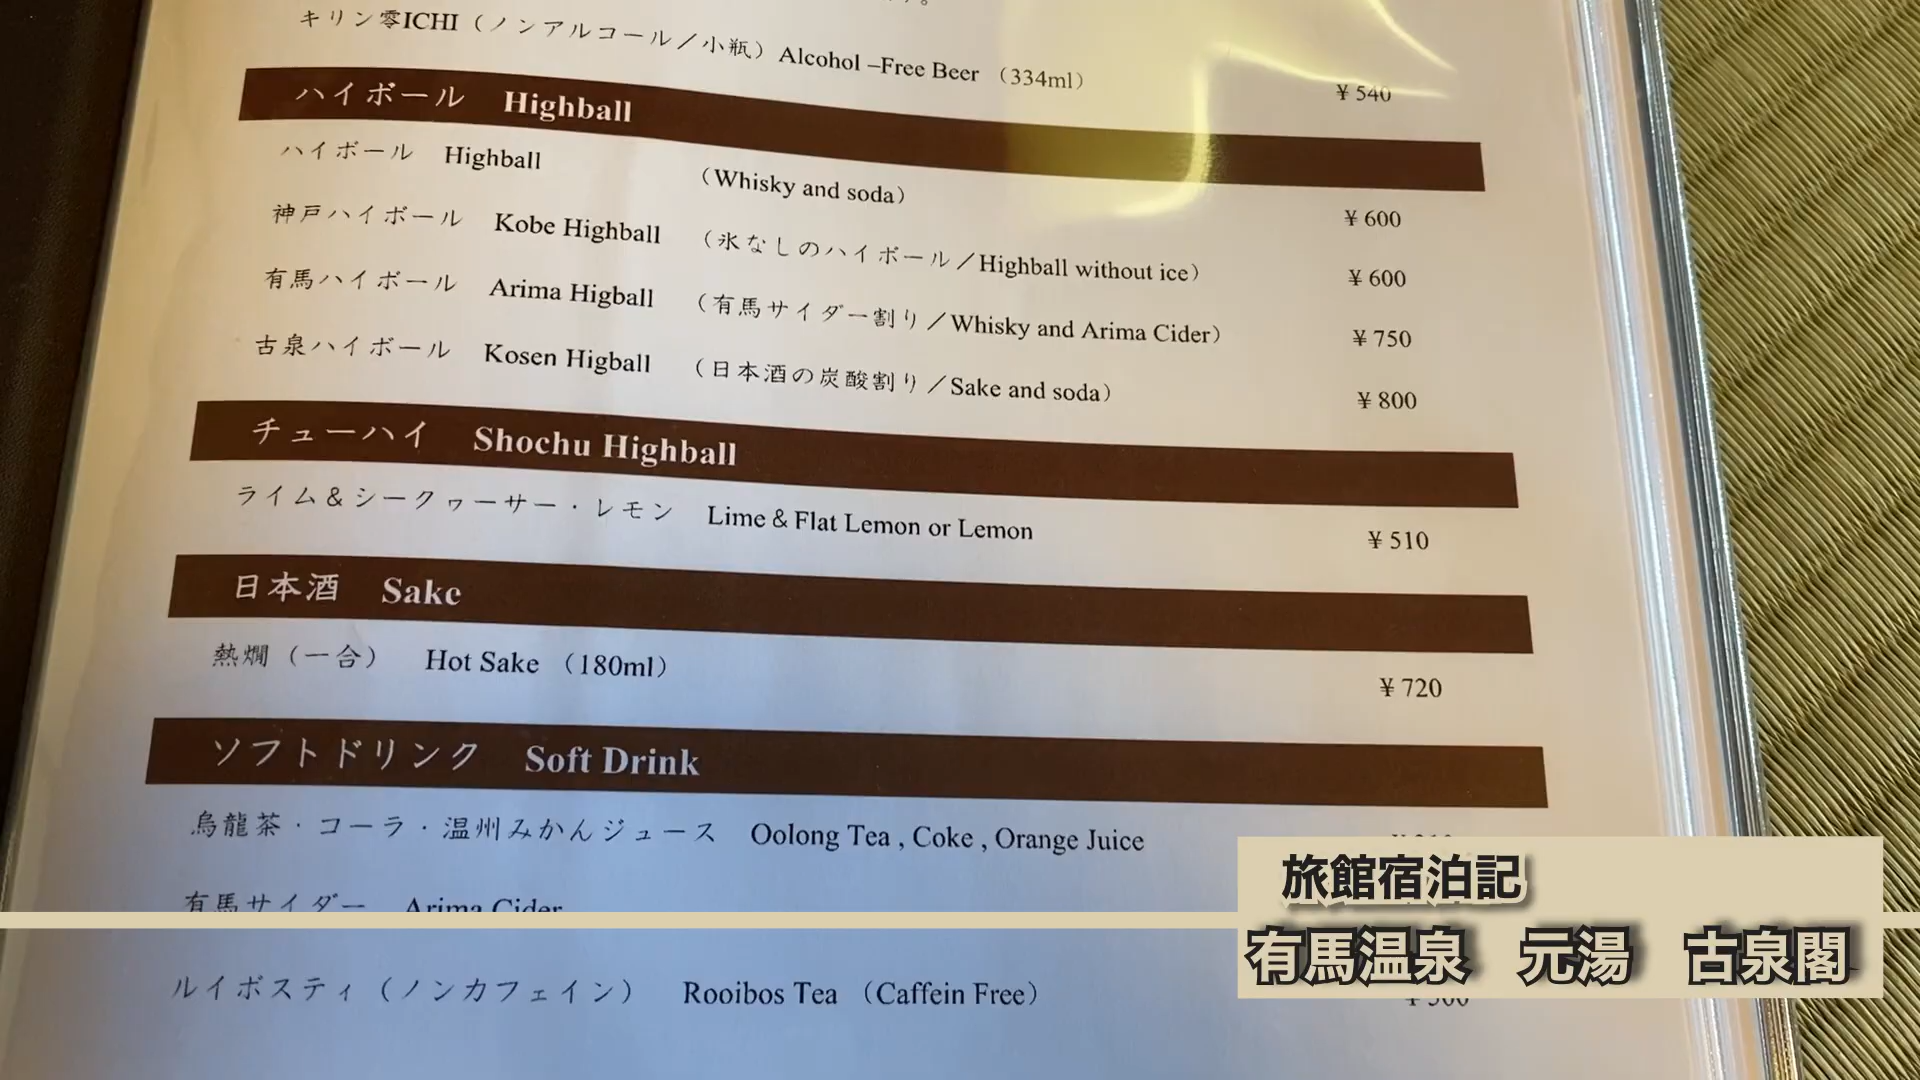 キリン零ICHI（ノンアルコール／小瓶）Alcohol –Free Beer （334ml） ¥ 540
ハイボール Highball
ハイボール Highball （Whisky and soda） ¥ 600
神戸ハイボール Kobe Highball （氷なしのハイボール／Highball without ice） ¥ 600
有馬ハイボール Arima Higball （有馬サイダー割り／Whisky and Arima Cider） ¥ 750
古泉ハイボール Kosen Higball （日本酒の炭酸割り／Sake and soda） ¥ 800
チューハイ Shochu Highball
ライム＆シークヮーサー・レモン Lime & Flat Lemon or Lemon ¥ 510
日本酒 Sake
熱燗（一合） Hot Sake （180ml） ¥ 720
ソフトドリンク Soft Drink
烏龍茶・コーラ・温州みかんジュース Oolong Tea , Coke , Orange Juice
有馬サイダー Arima Cider
ルイボスティ（ノンカフェイン） Rooibos Tea （Caffein Free）
旅館宿泊記
有馬温泉 元湯 古泉閣